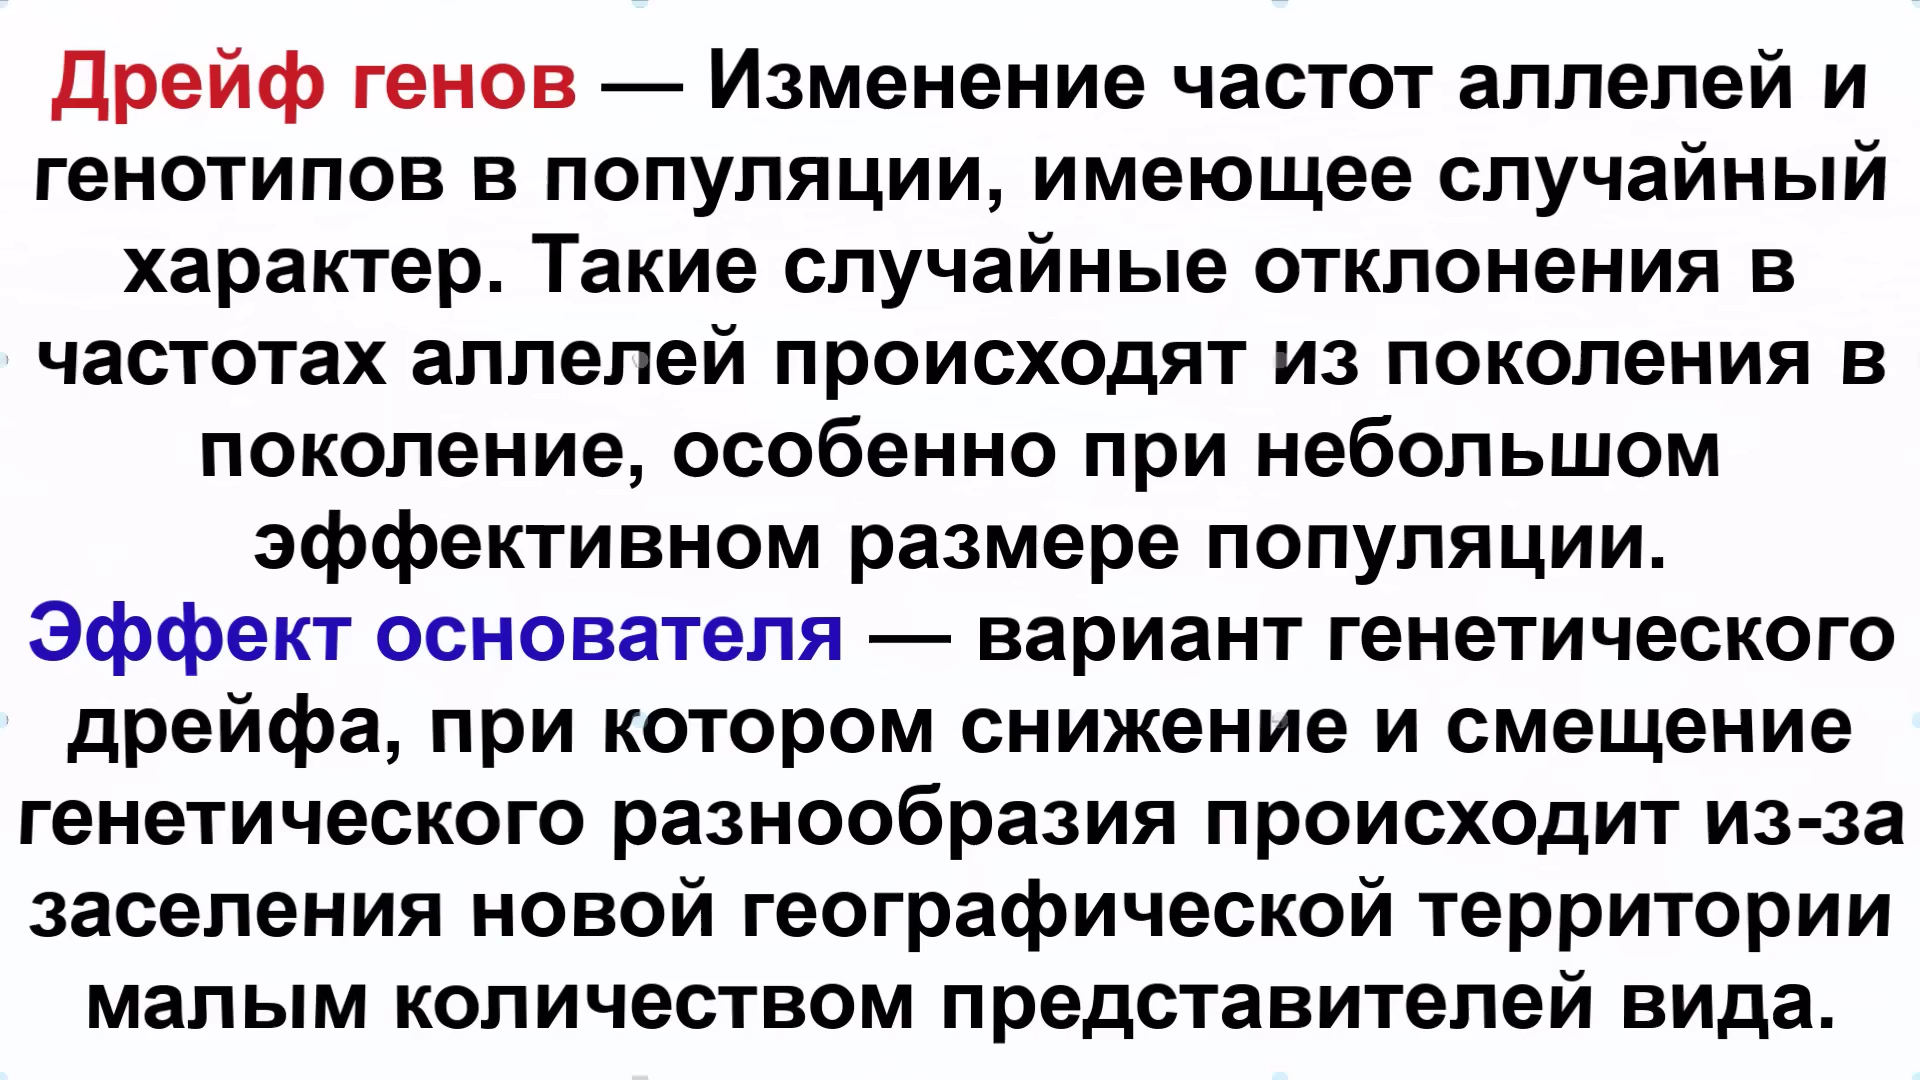 Дрейф генов — Изменение частот аллелей и
генотипов в популяции, имеющее случайный
характер. Такие случайные отклонения в
частотах аллелей происходят из поколения в
поколение, особенно при небольшом
эффективном размере популяции.
Эффект основателя — вариант генетического
дрейфа, при котором снижение и смещение
генетического разнообразия происходит из-за
заселения новой географической территории
малым количеством представителей вида.